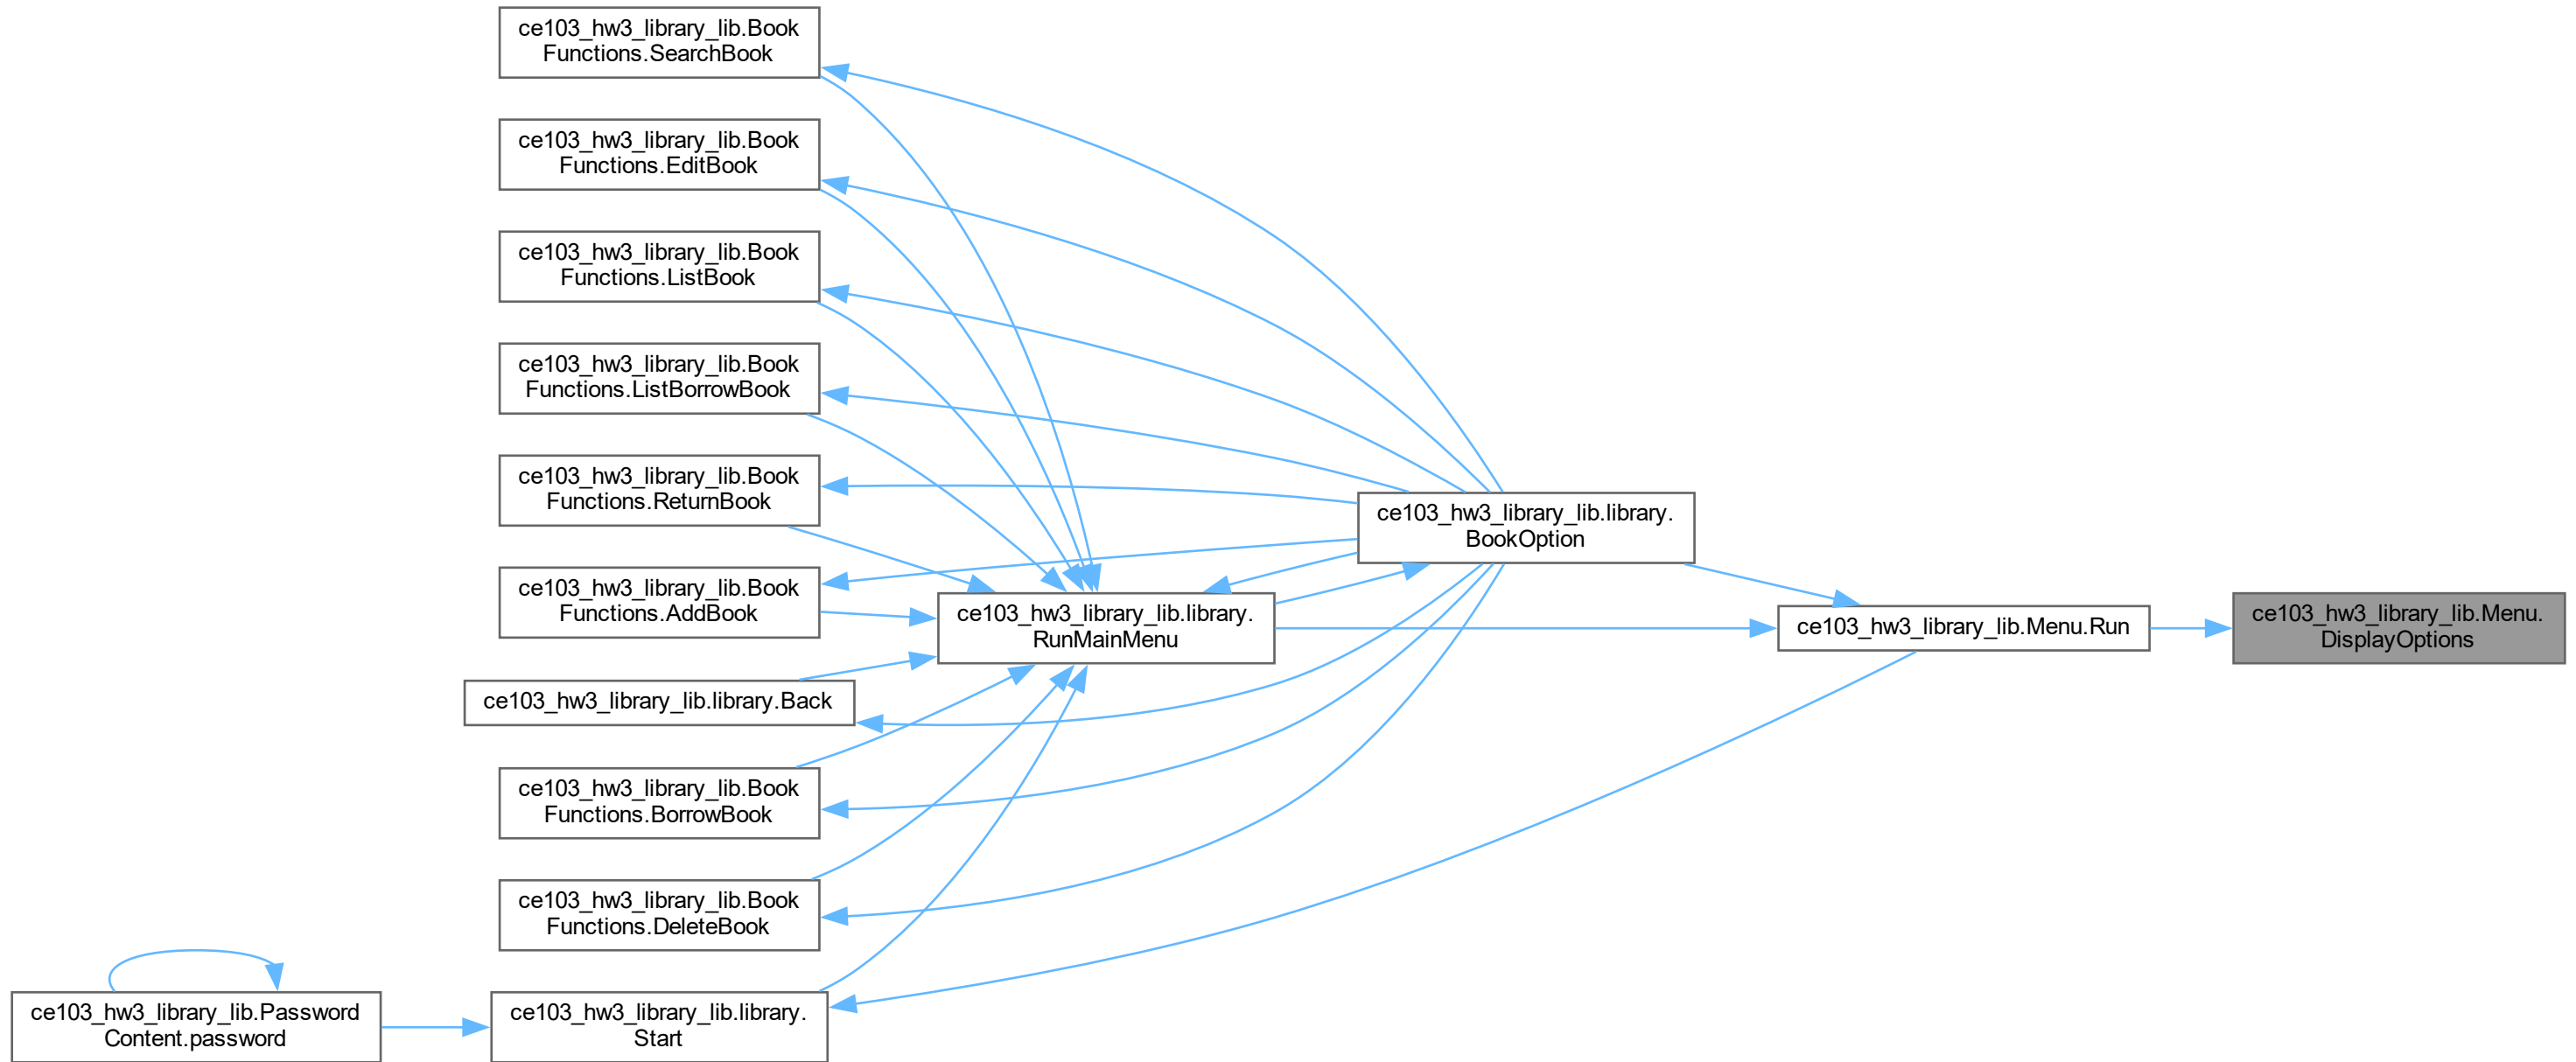 ce103_hw3_library_lib.Book
Functions.SearchBook
ce103_hw3_library_lib.Book
Functions.EditBook
ce103_hw3_library_lib.Book
Functions.ListBook
ce103_hw3_library_lib.Book
Functions.ListBorrowBook
ce103_hw3_library_lib.Book
Functions.ReturnBook
ce103_hw3_library_lib.library.
BookOption
ce103_hw3_library_lib.Book
Functions.AddBook
ce103_hw3_library_lib.library.
RunMainMenu
ce103_hw3_library_lib.Menu.Run
ce103_hw3_library_lib.Menu.
DisplayOptions
ce103_hw3_library_lib.library.Back
ce103_hw3_library_lib.Book
Functions.BorrowBook
ce103_hw3_library_lib.Book
Functions.DeleteBook
ce103_hw3_library_lib.Password
Content.password
ce103_hw3_library_lib.library.
Start